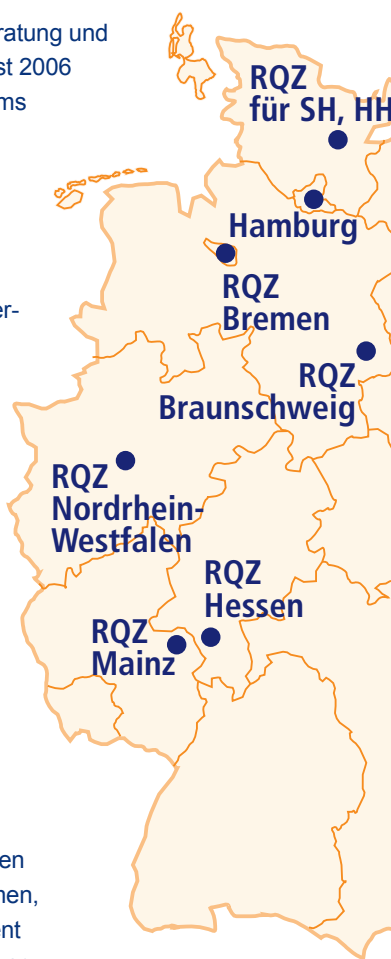 ratung und
st 2006
ms
er-
RQZ
für SH, HH
Hamburg
RQZ
Bremen
RQZ
Braunschweig
RQZ
Nordrhein-
Westfalen
RQZ
Hessen
RQZ
Mainz
en
nen,
ent